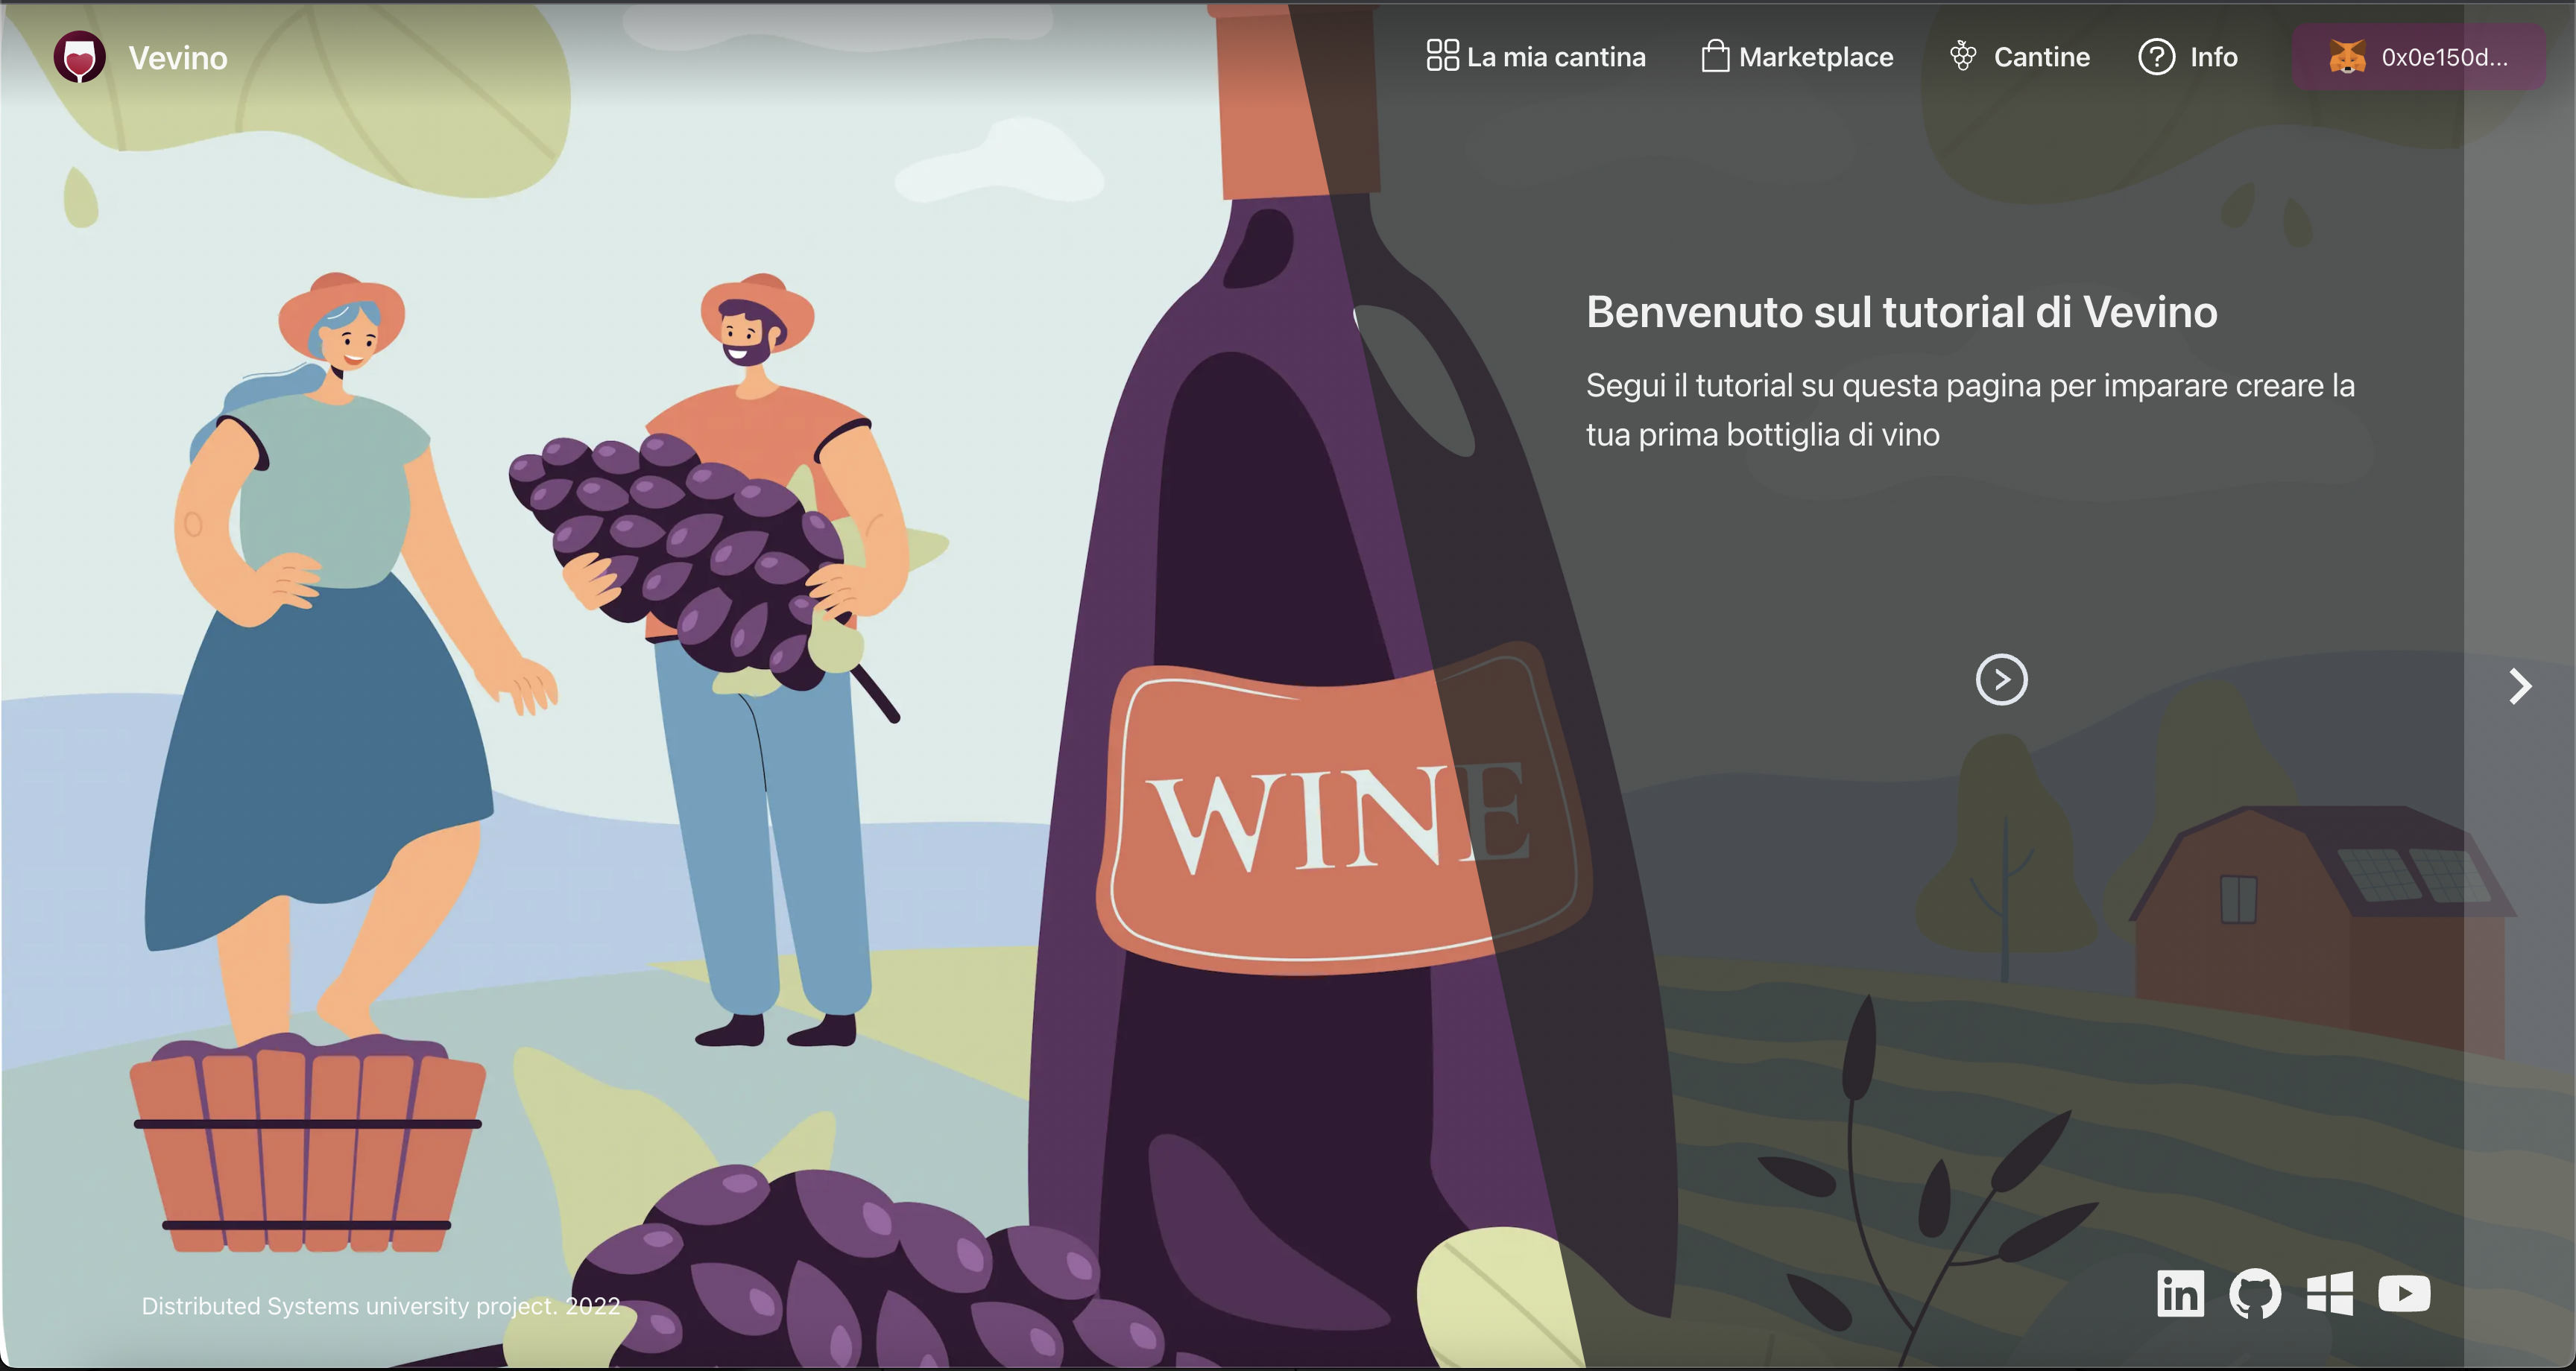 Vevino
La mia cantina
Marketplace
Cantine
Info
0x0e150d...
Benvenuto sul tutorial di Vevino
Segui il tutorial su questa pagina per imparare creare la
tua prima bottiglia di vino
WINE
Distributed Systems university project. 2022
in